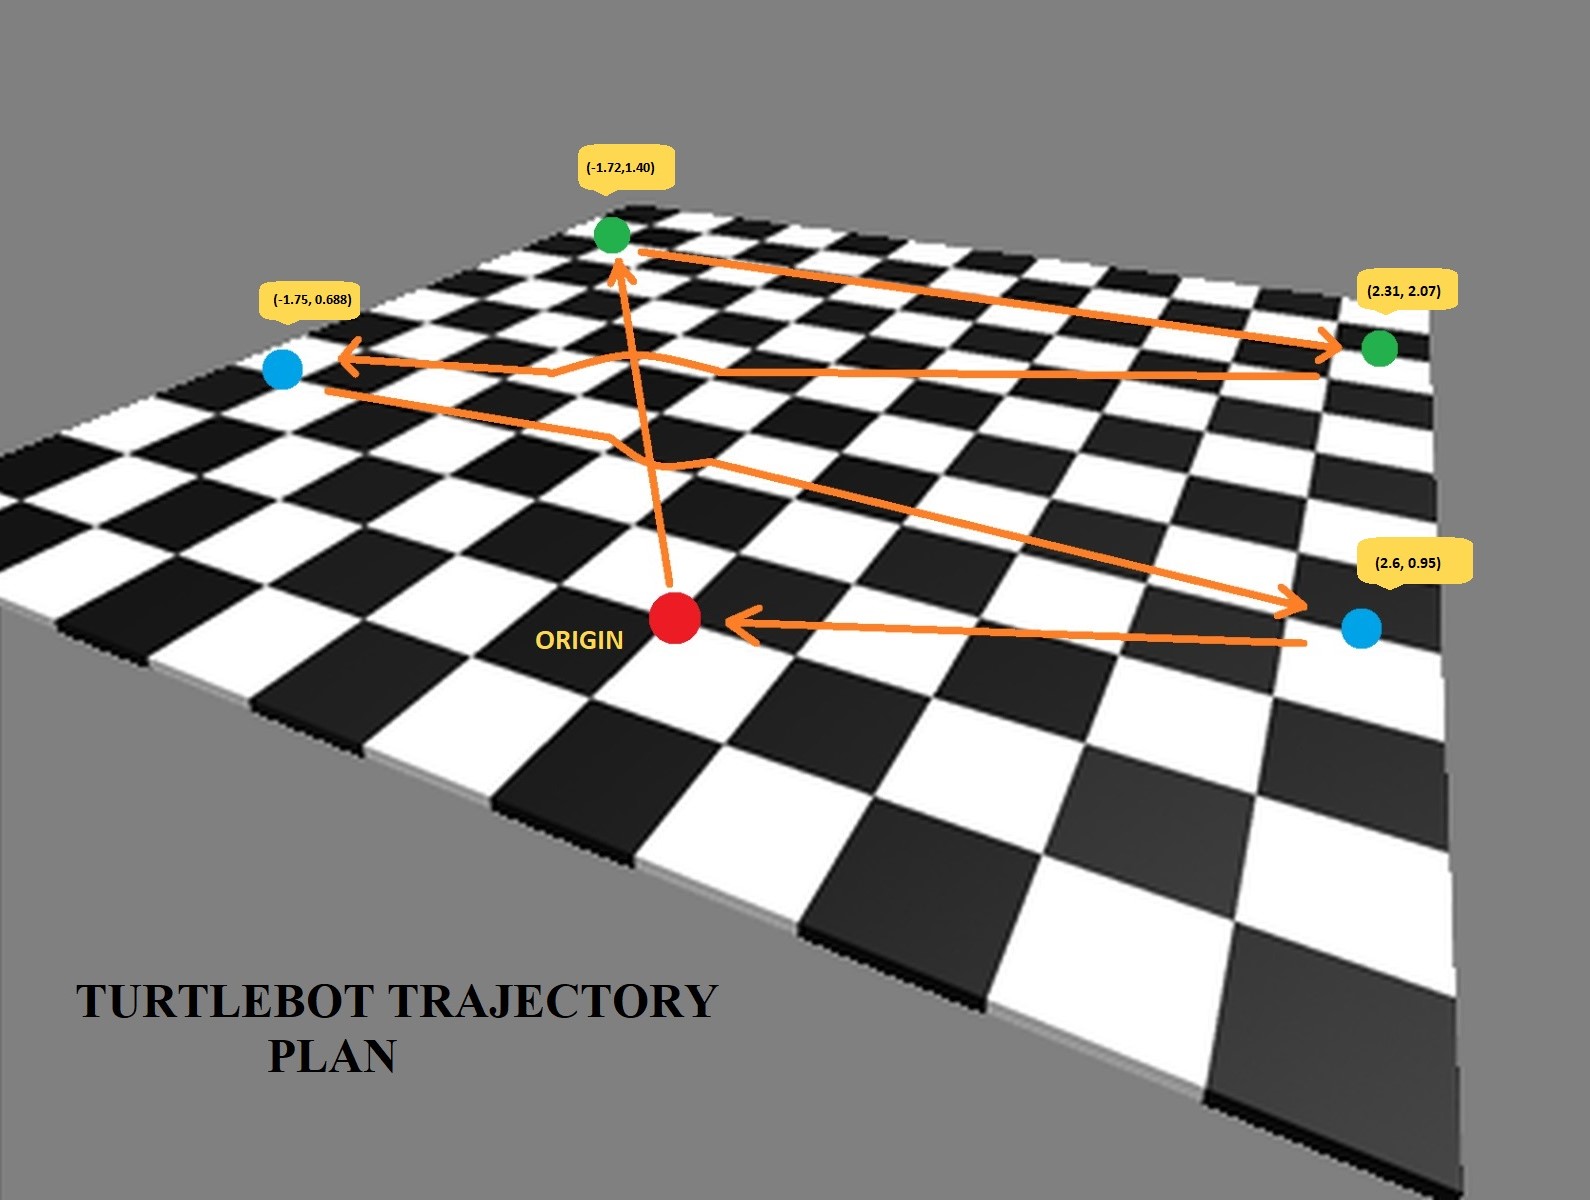 (-1.72,1.40)
(2.31, 2.07)
(-1.75, 0.688)
(2.6, 0.95)
ORIGIN
TURTLEBOT TRAJECTORY
PLAN